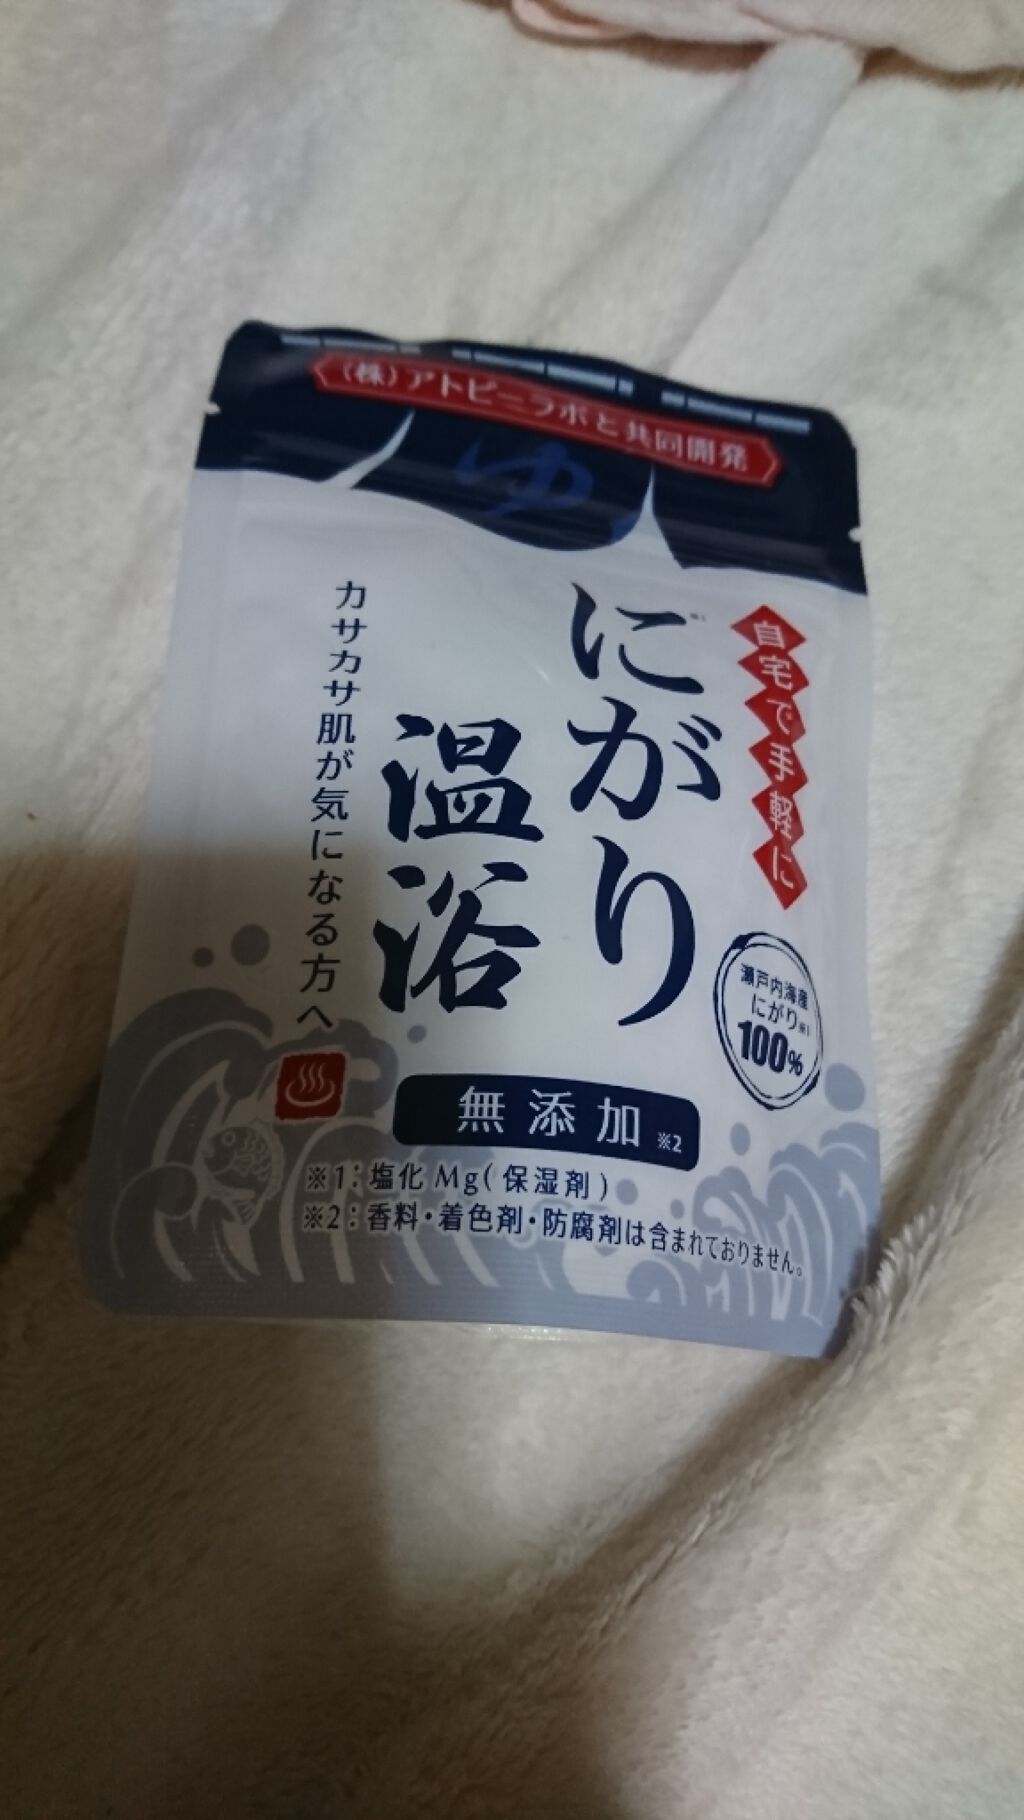 (株)アトピーラボと共同開発
ゆ
自宅で手軽に
にがり※1
温浴
カサカサ肌が気になる方へ
瀬戸内海産
にがり※1
100%
無添加※2
※1:塩化Mg(保湿剤)
※2:香料・着色剤・防腐剤は含まれておりません。